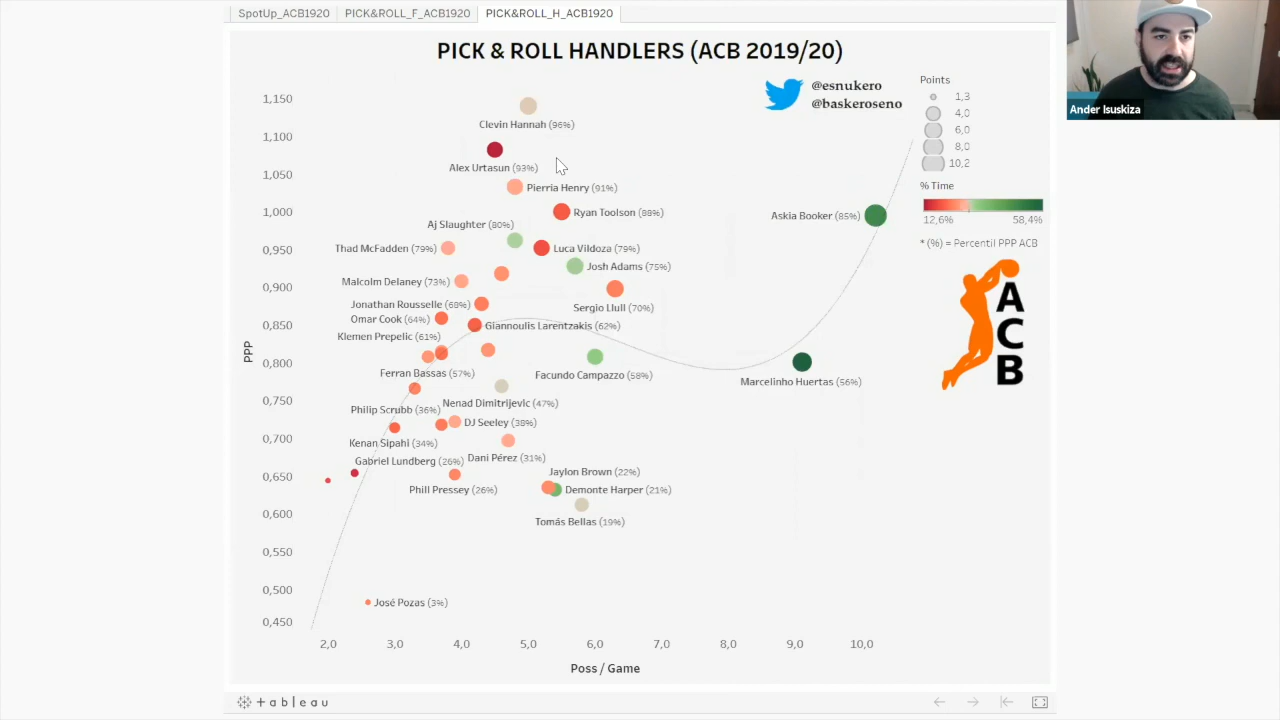 SpotUp_ACB1920
PICK&ROLL_F_ACB1920
PICK&ROLL_H_ACB1920
PICK & ROLL HANDLERS (ACB 2019/20)
@esnukero
@baskeroseno
Ander Isuskiza
Points
1,3
4,0
6,0
8,0
10,2
% Time
12,6%
58,4%
* (%) = Percentil PPP ACB
ACB
PPP
1,150
1,100
1,050
1,000
0,950
0,900
0,850
0,800
0,750
0,700
0,650
0,600
0,550
0,500
0,450
Clevin Hannah (96%)
Alex Urtasun (93%)
Pierria Henry (91%)
Ryan Toolson (88%)
Askia Booker (85%)
Aj Slaughter (80%)
Thad McFadden (79%)
Luca Vildoza (79%)
Josh Adams (75%)
Malcolm Delaney (73%)
Sergio Llull (70%)
Jonathan Rousselle (68%)
Omar Cook (64%)
Giannoulis Larentzakis (62%)
Klemen Prepelic (61%)
Ferran Bassas (57%)
Facundo Campazzo (58%)
Marcelinho Huertas (56%)
Nenad Dimitrijevic (47%)
Philip Scrubb (36%)
DJ Seeley (38%)
Kenan Sipahi (34%)
Gabriel Lundberg (26%)
Dani Pérez (31%)
Jaylon Brown (22%)
Phill Pressey (26%)
Demonte Harper (21%)
Tomás Bellas (19%)
José Pozas (3%)
2,0
3,0
4,0
5,0
6,0
7,0
8,0
9,0
10,0
Poss / Game
+ a b | e a u